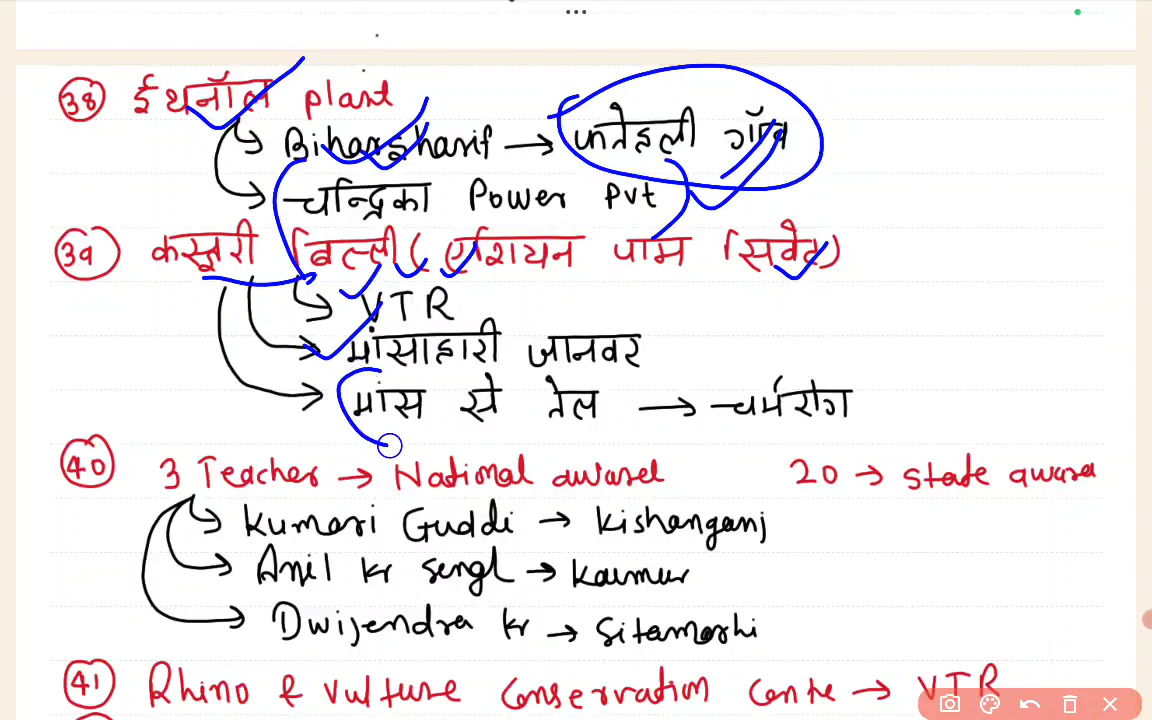 38 ईथनॉल plant
Biharsharif → फतेहली गाँव
चन्द्रिका Power Pvt
39 कस्तूरी बिल्ली (एशियन पाम सिवेट)
VTR
मांसाहारी जानवर
मांस से तेल → चर्मरोग
40 3 Teacher → National award 20 → State award
Kumari Guddi → Kishanganj
Anil kr Singh → Kaimur
Dwijendra kr → Sitamarhi
41 Rhino & vulture Conservation Centre → VTR